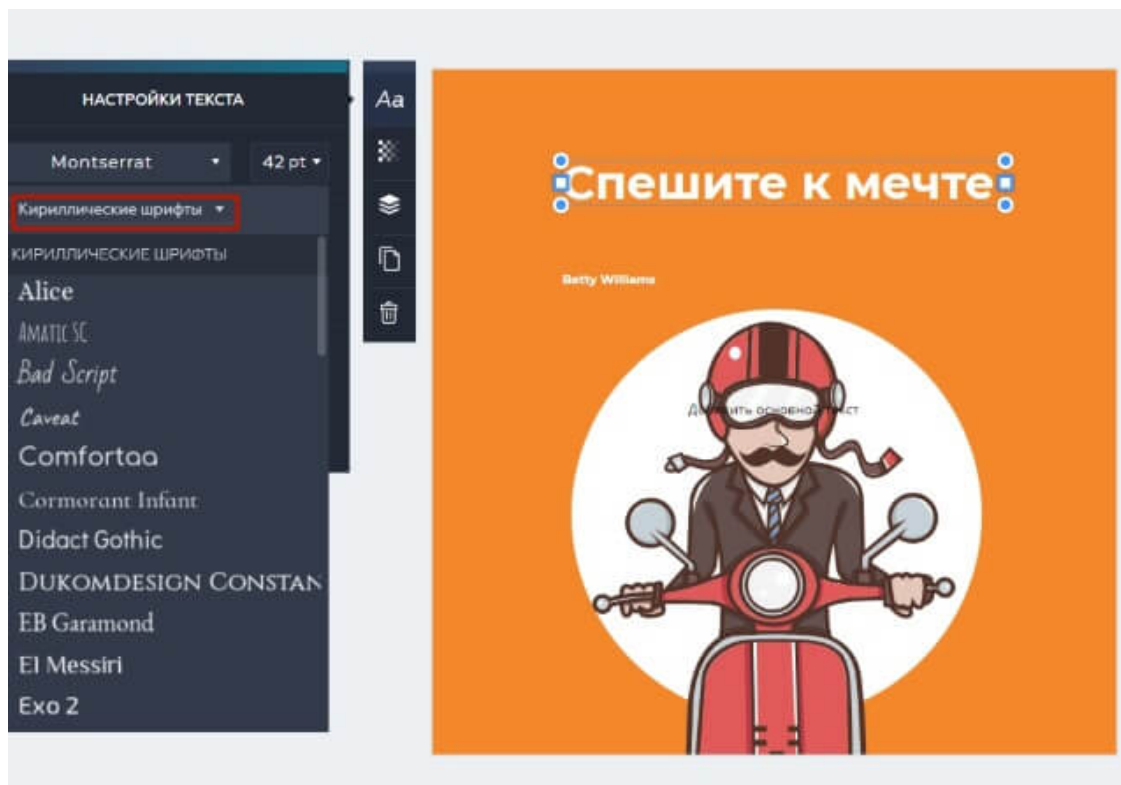 НАСТРОЙКИ ТЕКСТА
Montserrat
42 pt
Кириллические шрифты
КИРИЛЛИЧЕСКИЕ ШРИФТЫ
Alice
Amatic SC
Bad Script
Caveat
Comfortaa
Cormorant Infant
Didact Gothic
Dukomdesign Constan
EB Garamond
El Messiri
Exo 2
Aa
Спешите к мечте
Betty Williams
основной